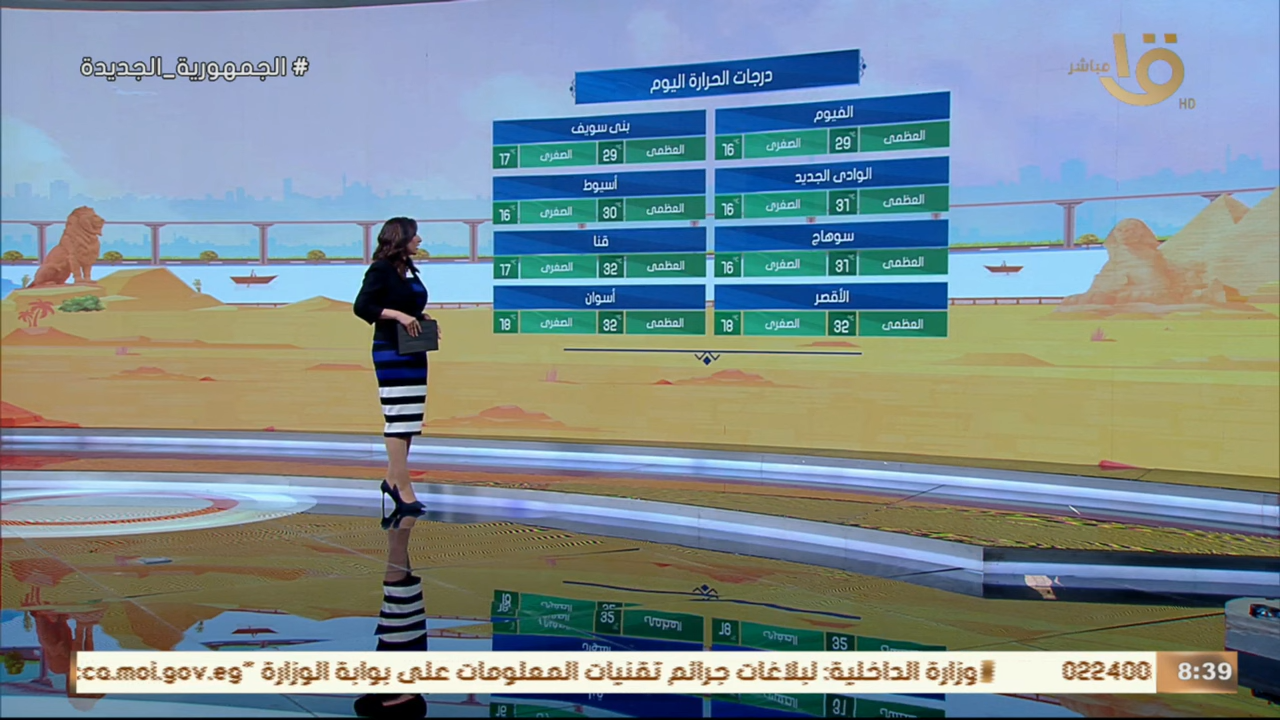 # الجمهورية_الجديدة
مباشر
HD
درجات الحرارة اليوم
الفيوم
العظمى 29°C الصغرى 16°C
بنى سويف
العظمى 29°C الصغرى 17°C
الوادى الجديد
العظمى 31°C الصغرى 16°C
أسيوط
العظمى 30°C الصغرى 16°C
سوهاج
العظمى 31°C الصغرى 16°C
قنا
العظمى 32°C الصغرى 17°C
الأقصر
العظمى 32°C الصغرى 18°C
أسوان
العظمى 32°C الصغرى 18°C
وزارة الداخلية: لبلاغات جرائم تقنيات المعلومات على بوابة الوزارة "ca.moi.gov.eg.
022400
8:39